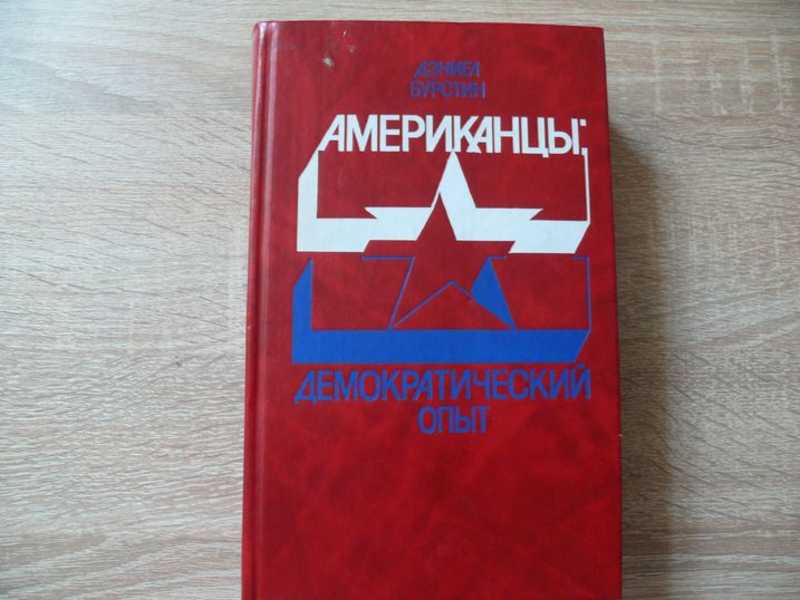 ДЭНИЕЛ
БУРСТИН
АМЕРИКАНЦЫ:
ДЕМОКРАТИЧЕСКИЙ
ОПЫТ